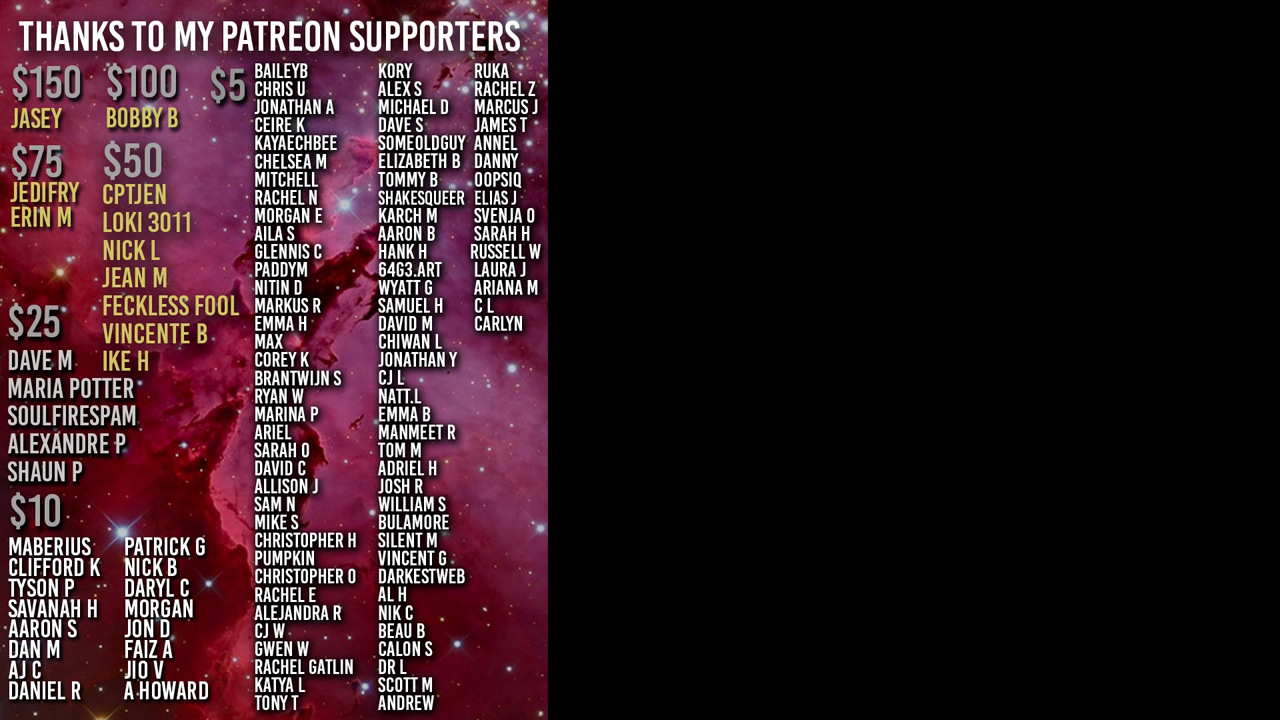 THANKS TO MY PATREON SUPPORTERS
$150
JASEY
$100
BOBBY B
$75
JEDIFRY
ERIN M
$50
CPTJEN
LOKI 3011
NICK L
JEAN M
FECKLESS FOOL
VINCENTE B
IKE H
$25
DAVE M
MARIA POTTER
SOULFIRESPAM
ALEXANDRE P
SHAUN P
$10
MABERIUS
CLIFFORD K
TYSON P
SAVANAH H
AARON S
DAN M
AJ C
DANIEL R
PATRICK G
NICK B
DARYL C
MORGAN
JON D
FAIZ A
JIO V
A HOWARD
$5
BAILEYB
CHRIS U
JONATHAN A
CEIRE K
KAYAECHBEE
CHELSEA M
MITCHELL
RACHEL N
MORGAN E
AILA S
GLENNIS C
PADDYM
NITIN D
MARKUS R
EMMA H
MAX
COREY K
BRANTWIJN S
RYAN W
MARINA P
ARIEL
SARAH O
DAVID C
ALLISON J
SAM N
MIKE S
CHRISTOPHER H
PUMPKIN
CHRISTOPHER O
RACHEL E
ALEJANDRA R
CJ W
GWEN W
RACHEL GATLIN
KATYA L
TONY T
KORY
ALEX S
MICHAEL D
DAVE S
SOMEOLDGUY
ELIZABETH B
TOMMY B
SHAKESQUEER
KARCH M
AARON B
HANK H
64G3.ART
WYATT G
SAMUEL H
DAVID M
CHIWAN L
JONATHAN Y
CJ L
NATT.L
EMMA B
MANMEET R
TOM M
ADRIEL H
JOSH R
WILLIAM S
BULAMORE
SILENT M
VINCENT G
DARKESTWEB
AL H
NIK C
BEAU B
CALON S
DR L
SCOTT M
ANDREW
RUKA
RACHEL Z
MARCUS J
JAMES T
ANNEL
DANNY
OOPSIQ
ELIAS J
SVENJA O
SARAH H
RUSSELL W
LAURA J
ARIANA M
C L
CARLYN